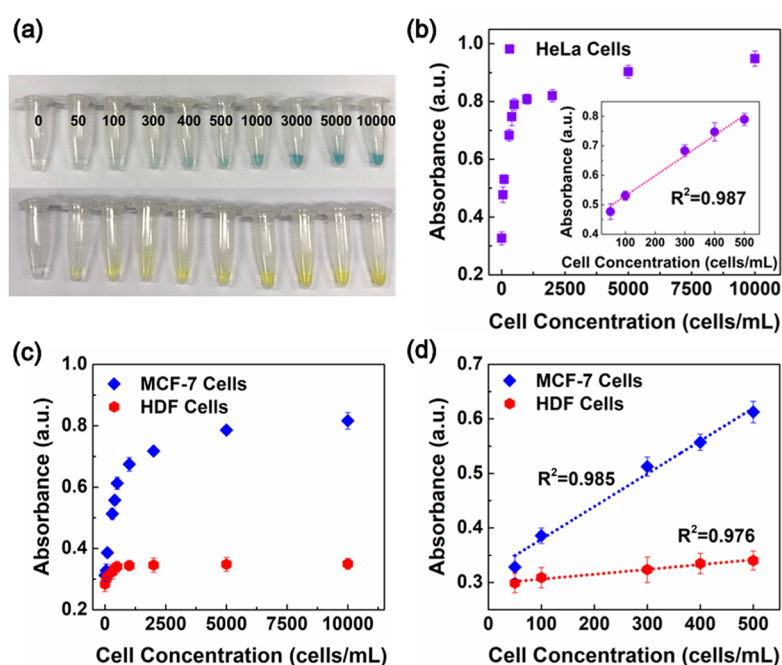 (a)
0 50 100 300 400 500 1000 3000 5000 10000
(b)
HeLa Cells
Absorbance (a.u.)
1.0
0.8
0.6
0.4
0.2
0 2500 5000 7500 10000
Cell Concentration (cells/mL)
Absorbance (a.u.)
0.8
0.7
0.6
0.5
0.4
R²=0.987
100 200 300 400 500
Cell Concentration (cells/mL)
(c)
MCF-7 Cells
HDF Cells
Absorbance (a.u.)
1.0
0.8
0.6
0.4
0.2
0 2500 5000 7500 10000
Cell Concentration (cells/mL)
(d)
MCF-7 Cells
HDF Cells
Absorbance (a.u.)
0.7
0.6
0.5
0.4
0.3
R²=0.985
R²=0.976
0 100 200 300 400 500
Cell Concentration (cells/mL)